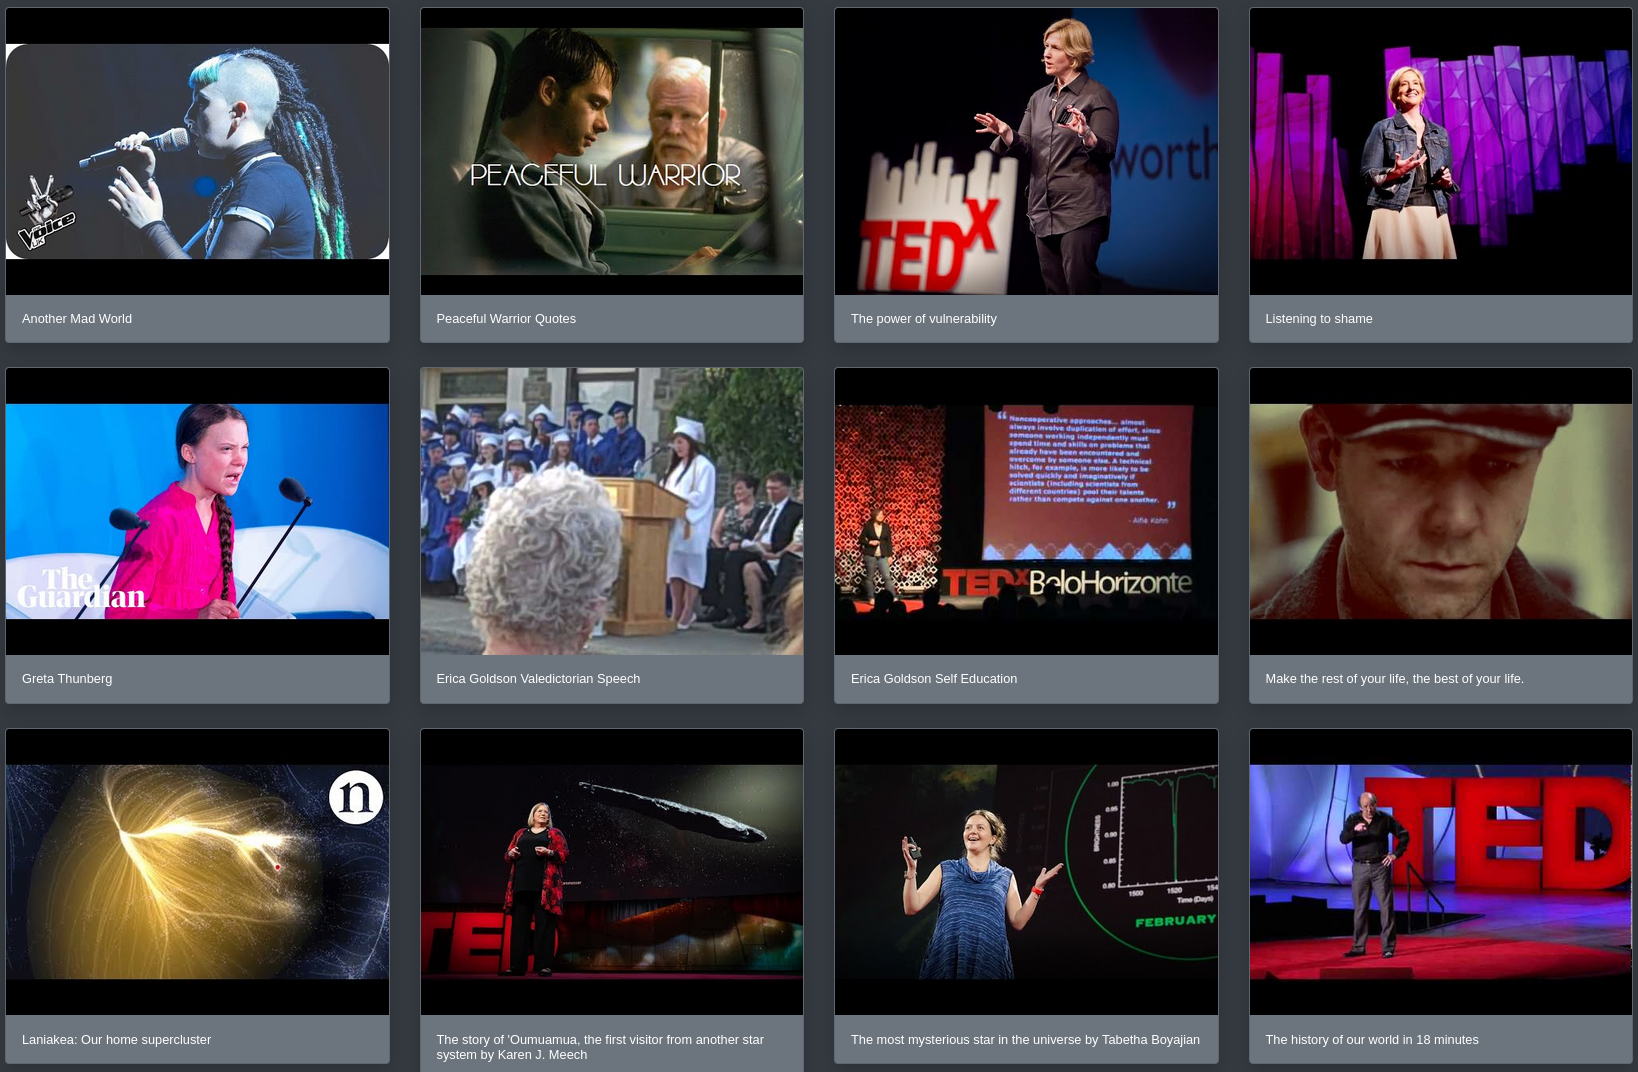 The Voice UK
Another Mad World
PEACEFUL WARRIOR
Peaceful Warrior Quotes
worth
TEDx
The power of vulnerability
Listening to shame
The
Guardian
Greta Thunberg
Erica Goldson Valedictorian Speech
“ Noncooperative approaches... almost
always involve duplication of effort, since
someone working independently must
spend time and skills on problems that
already have been encountered and
overcome by someone else. A technical
hitch, for example, is more likely to be
solved quickly and imaginatively if
scientists (including scientists from
different countries) pool their talents
rather than compete against one another. ”
- Alfie Kohn
TEDxBeloHorizonte
Erica Goldson Self Education
Make the rest of your life, the best of your life.
n
Laniakea: Our home supercluster
TED
The story of 'Oumuamua, the first visitor from another star
system by Karen J. Meech
1.00
0.95
0.90
0.85
0.80
BRIGHTNESS
1500 1520 154
Time (Days)
FEBRUARY
The most mysterious star in the universe by Tabetha Boyajian
TED
The history of our world in 18 minutes